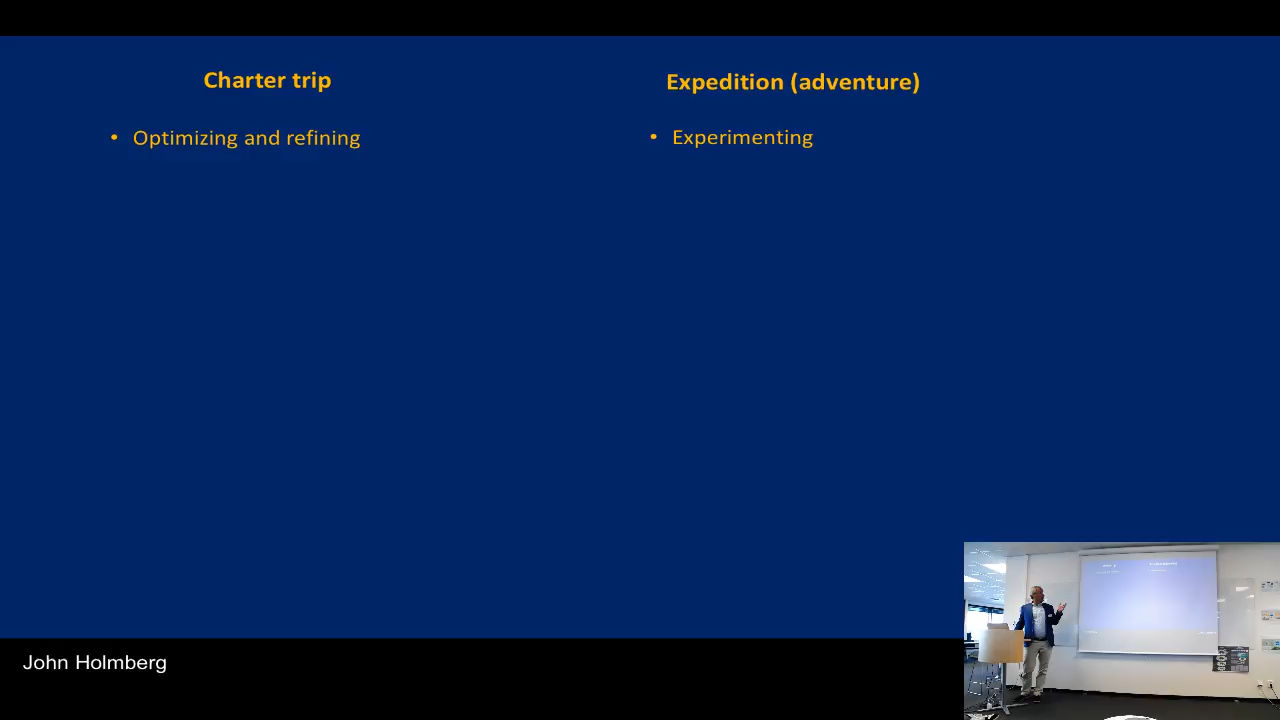 Charter trip
Expedition (adventure)
• Optimizing and refining
• Experimenting
John Holmberg